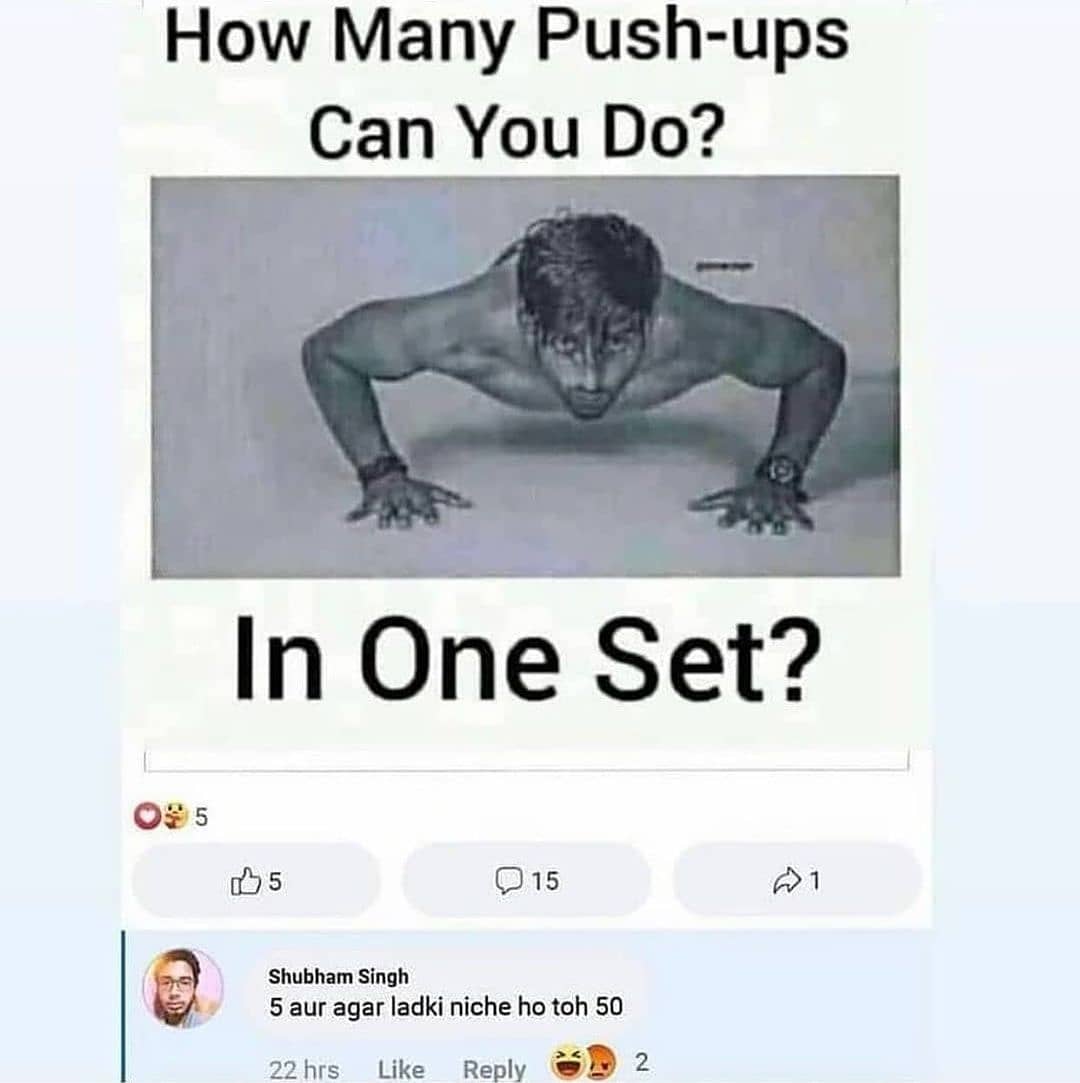 How Many Push-ups
Can You Do?
In One Set?
5
5
15
1
Shubham Singh
5 aur agar ladki niche ho toh 50
22 hrs Like Reply 2